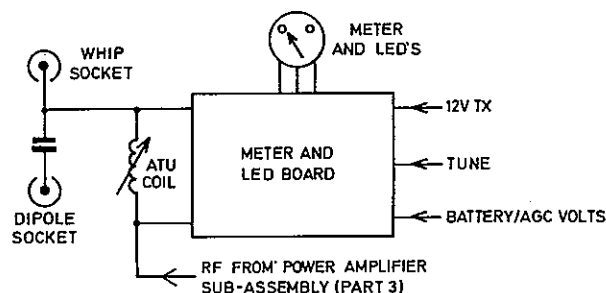 WHIP
SOCKET
METER
AND LED'S
12V TX
ATU
COIL
METER AND
LED BOARD
TUNE
BATTERY/AGC VOLTS
DIPOLE
SOCKET
RF FROM POWER AMPLIFIER
SUB-ASSEMBLY (PART 3)